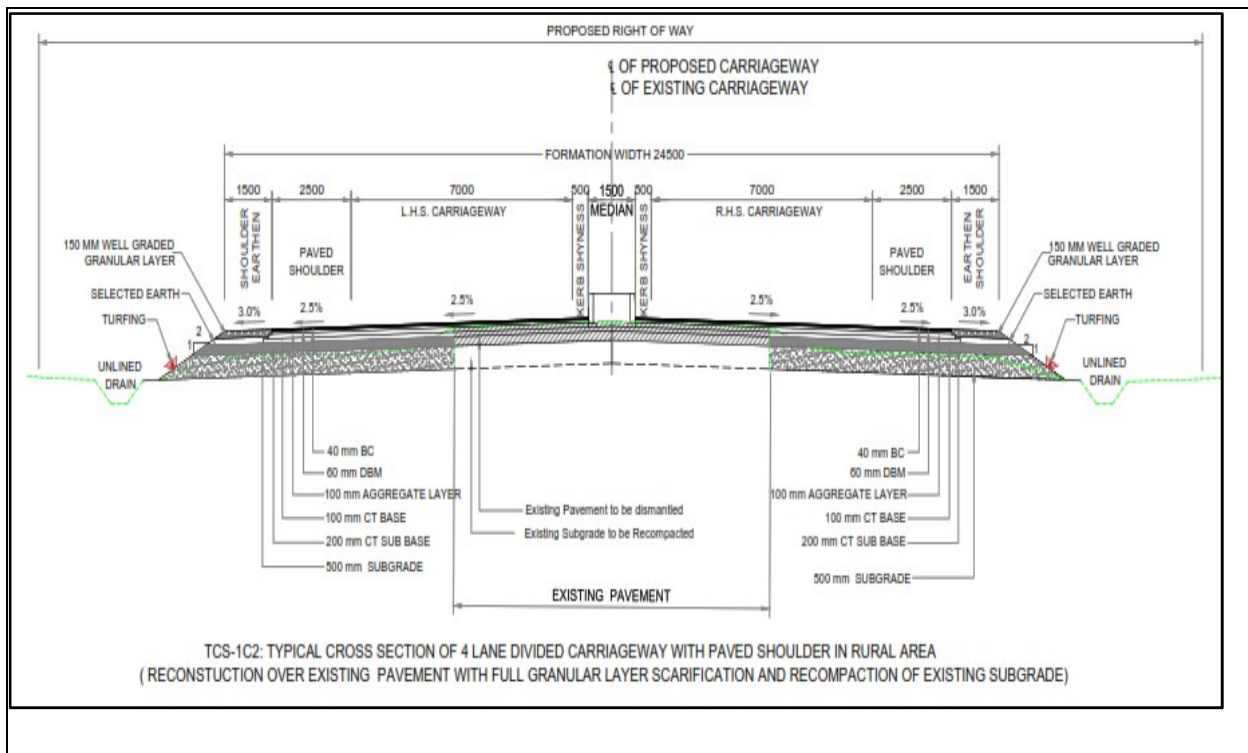 PROPOSED RIGHT OF WAY
℄ OF PROPOSED CARRIAGEWAY
℄ OF EXISTING CARRIAGEWAY
FORMATION WIDTH 24500
1500 2500 7000 500 1500 500 7000 2500 1500
L.H.S. CARRIAGEWAY MEDIAN R.H.S. CARRIAGEWAY
SHOULDER
EARTHEN
PAVED
SHOULDER
KERB SHYNESS
KERB SHYNESS
PAVED
SHOULDER
EARTHEN
SHOULDER
150 MM WELL GRADED
GRANULAR LAYER
SELECTED EARTH
TURFING
UNLINED
DRAIN
150 MM WELL GRADED
GRANULAR LAYER
SELECTED EARTH
TURFING
UNLINED
DRAIN
3.0% 2.5% 2.5% 2.5% 2.5% 3.0%
2
1
2
1
40 mm BC
60 mm DBM
100 mm AGGREGATE LAYER
100 mm CT BASE
200 mm CT SUB BASE
500 mm SUBGRADE
Existing Pavement to be dismantled
Existing Subgrade to be Recompacted
40 mm BC
60 mm DBM
100 mm AGGREGATE LAYER
100 mm CT BASE
200 mm CT SUB BASE
500 mm SUBGRADE
EXISTING PAVEMENT
TCS-1C2: TYPICAL CROSS SECTION OF 4 LANE DIVIDED CARRIAGEWAY WITH PAVED SHOULDER IN RURAL AREA
( RECONSTUCTION OVER EXISTING PAVEMENT WITH FULL GRANULAR LAYER SCARIFICATION AND RECOMPACTION OF EXISTING SUBGRADE)